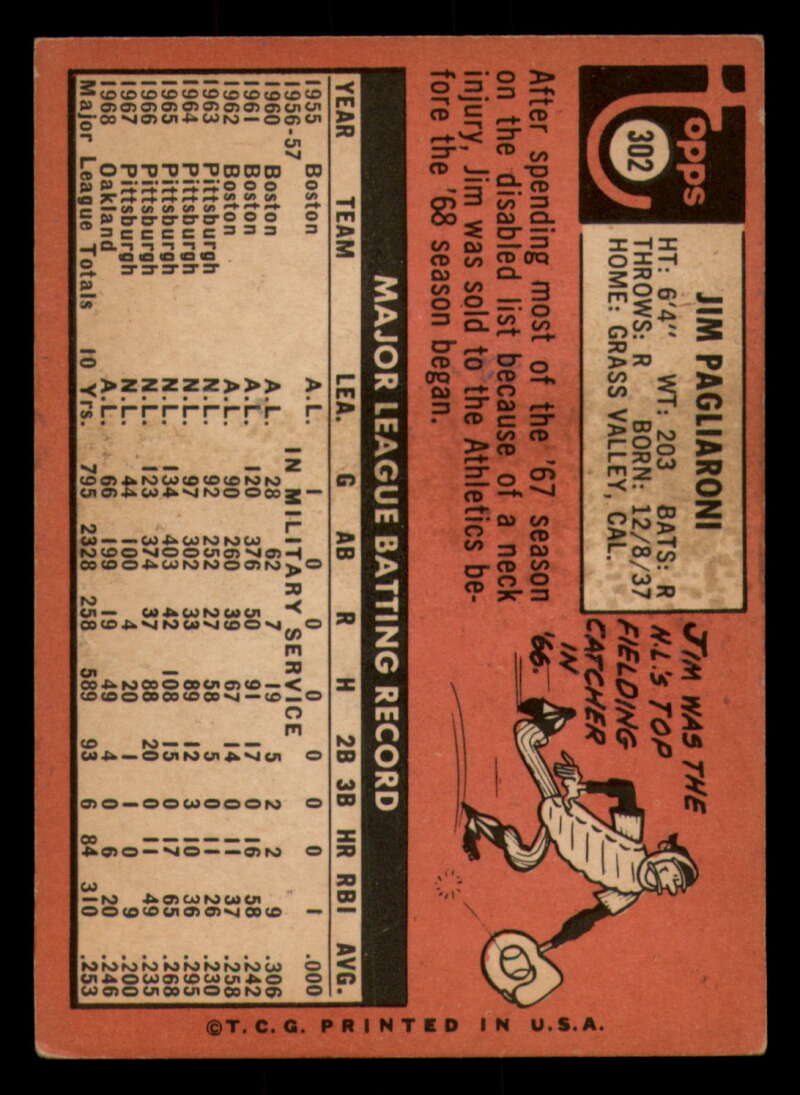 Topps
302
JIM PAGLIARONI
HT: 6'4" WT: 203 BATS: R
THROWS: R BORN: 12/8/37
HOME: GRASS VALLEY, CAL.
After spending most of the '67 season
on the disabled list because of a neck
injury, Jim was sold to the Athletics be-
fore the '68 season began.
JIM WAS THE
N.L.'S TOP
FIELDING
CATCHER
IN
'66.
MAJOR LEAGUE BATTING RECORD
YEAR TEAM LEA. G AB R H 2B 3B HR RBI AVG.
1955 Boston A.L. 1 0 0 0 0 0 0 1 .000
1956-57 IN MILITARY SERVICE
1960 Boston A.L. 28 62 7 19 5 2 2 9 .306
1961 Boston A.L. 120 376 50 91 17 0 16 58 .242
1962 Boston A.L. 90 260 39 67 14 0 11 37 .258
1963 Pittsburgh N.L. 92 252 27 58 5 0 11 26 .230
1964 Pittsburgh N.L. 97 302 33 89 12 3 10 36 .295
1965 Pittsburgh N.L. 134 403 42 108 15 0 17 65 .268
1966 Pittsburgh N.L. 123 374 37 88 20 0 11 49 .235
1967 Pittsburgh N.L. 44 100 4 20 1 1 0 9 .200
1968 Oakland A.L. 66 199 19 49 4 0 6 20 .246
Major League Totals 10 Yrs. 795 2328 258 589 93 6 84 310 .253
©T.C.G. PRINTED IN U.S.A.